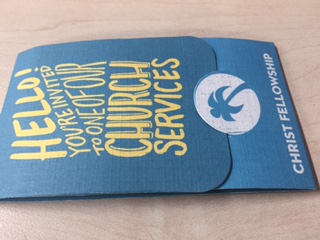 HELLO!
YOU'RE INVITED
TO ONE OF OUR
CHURCH
SERVICES
CHRIST FELLOWSHIP